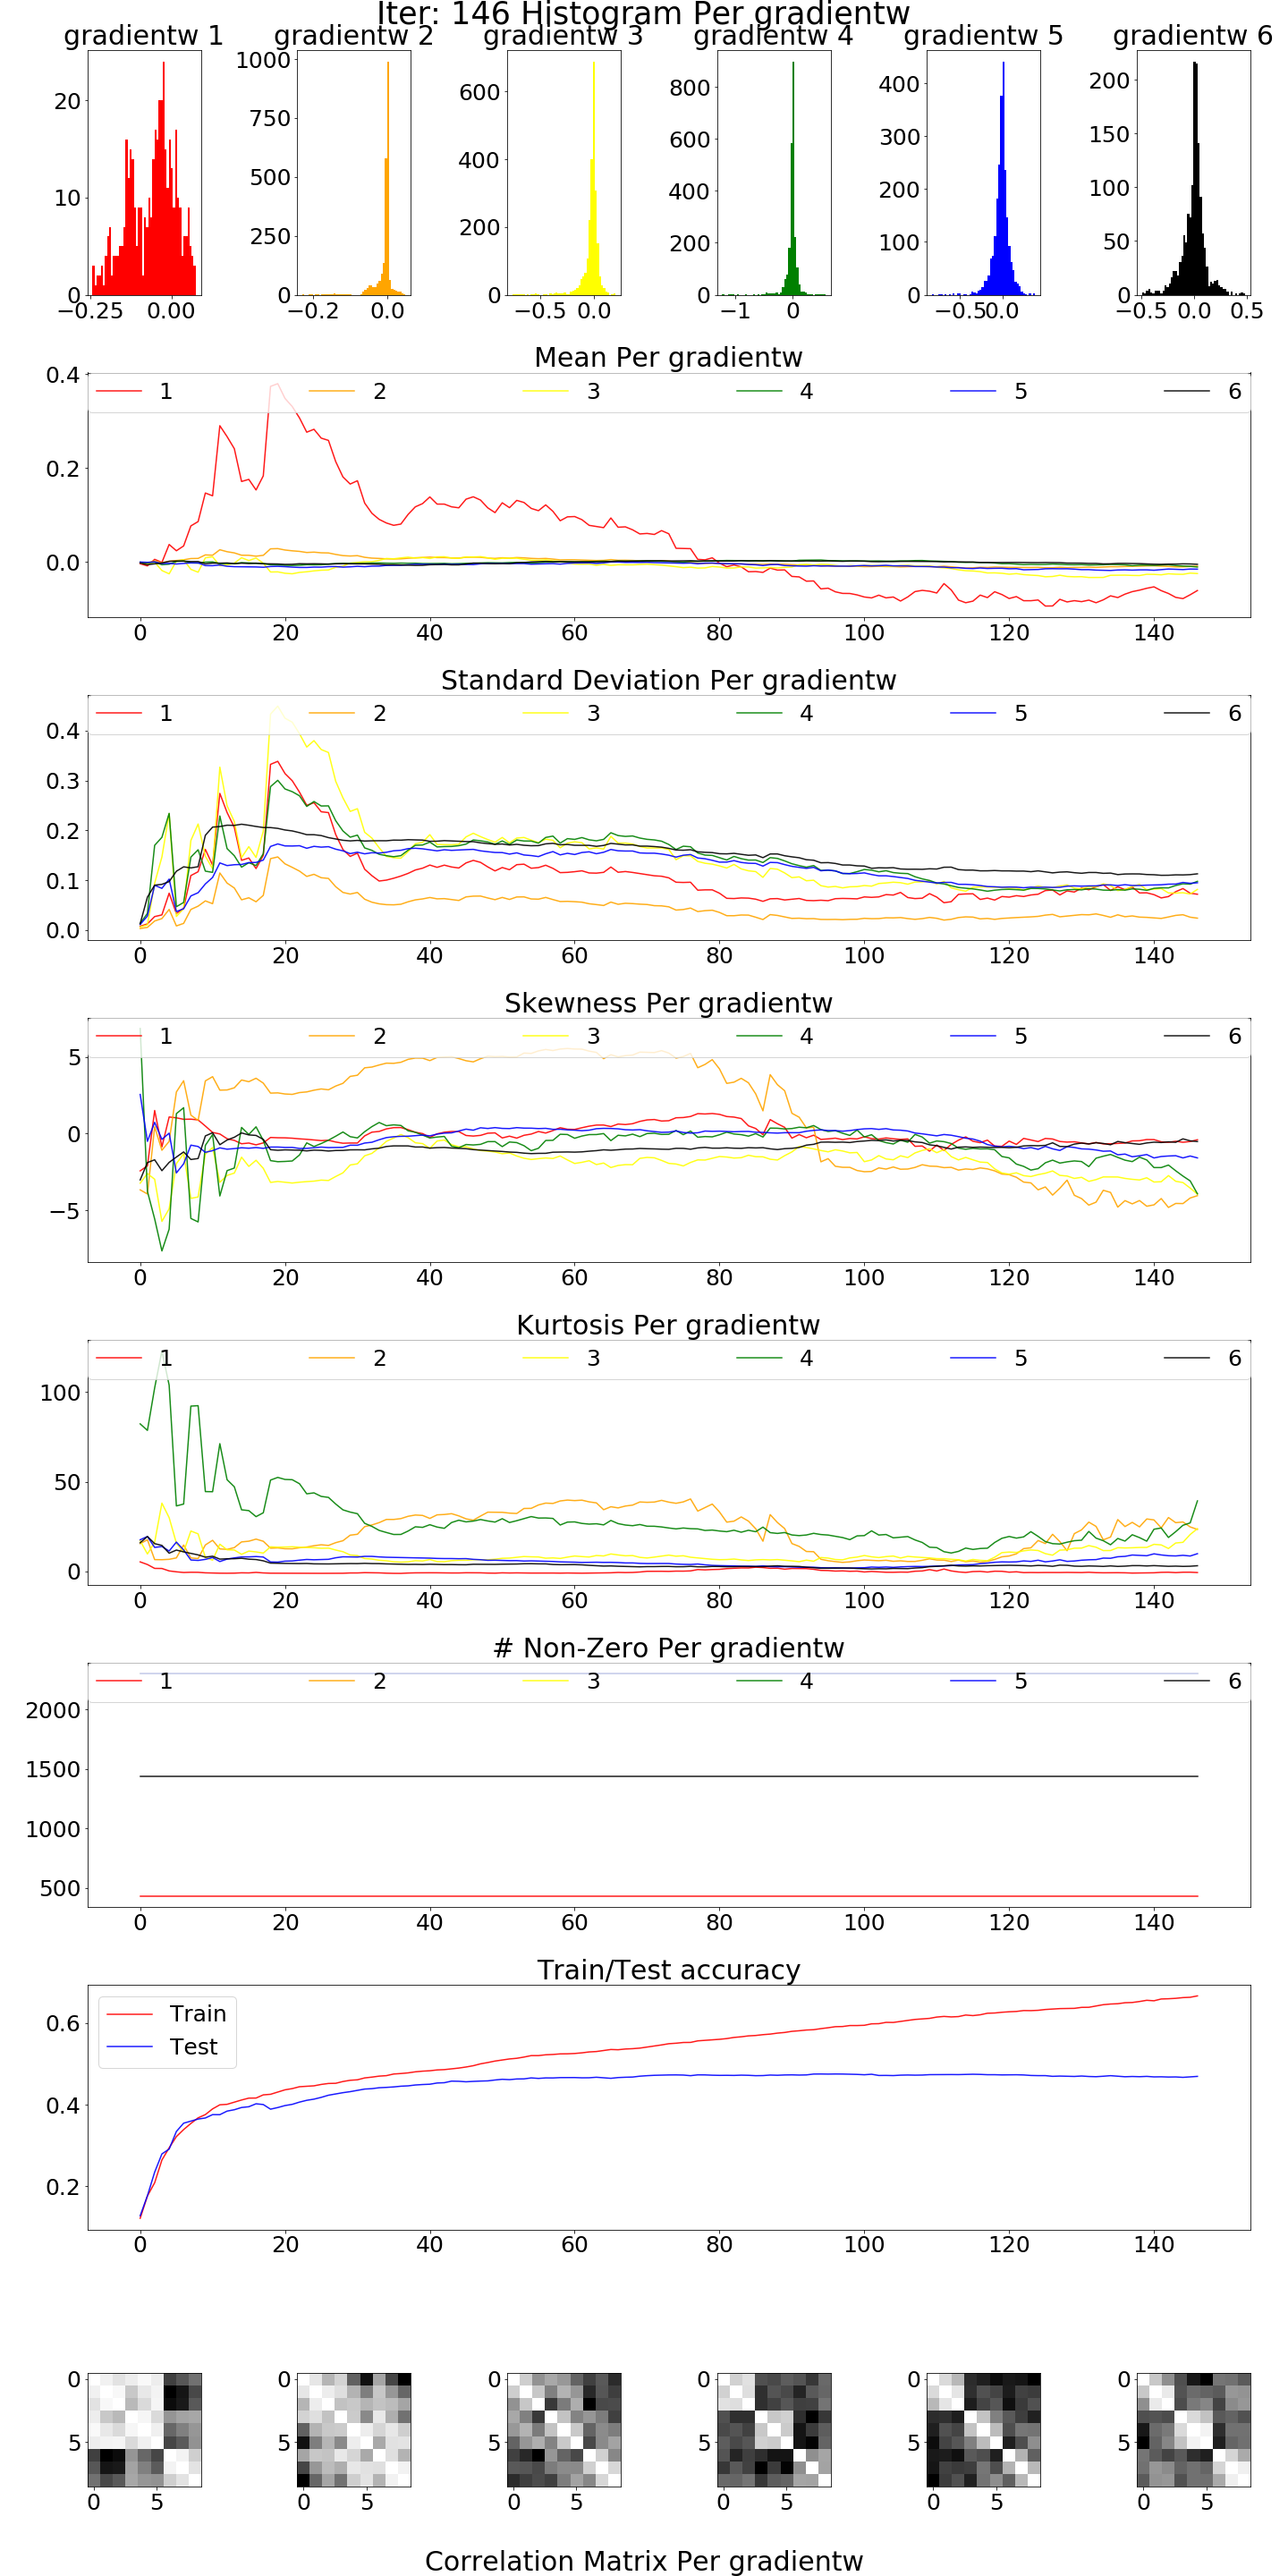 Iter: 146 Histogram Per gradientw
gradientw 1 gradientw 2 gradientw 3 gradientw 4 gradientw 5 gradientw 6
20
10
0
−0.25 0.00
1000
750
500
250
0
−0.2 0.0
600
400
200
0
−0.5 0.0
800
600
400
200
0
−1 0
400
300
200
100
0
−0.5 0.0
200
150
100
50
0
−0.5 0.0 0.5
Mean Per gradientw
1 2 3 4 5 6
0.4
0.2
0.0
0 20 40 60 80 100 120 140
Standard Deviation Per gradientw
1 2 3 4 5 6
0.4
0.3
0.2
0.1
0.0
0 20 40 60 80 100 120 140
Skewness Per gradientw
1 2 3 4 5 6
5
0
−5
0 20 40 60 80 100 120 140
Kurtosis Per gradientw
1 2 3 4 5 6
100
50
0
0 20 40 60 80 100 120 140
# Non-Zero Per gradientw
1 2 3 4 5 6
2000
1500
1000
500
0 20 40 60 80 100 120 140
Train/Test accuracy
Train
Test
0.6
0.4
0.2
0 20 40 60 80 100 120 140
0 0 0 0 0 0
5 5 5 5 5 5
0 5 0 5 0 5 0 5 0 5 0 5
Correlation Matrix Per gradientw